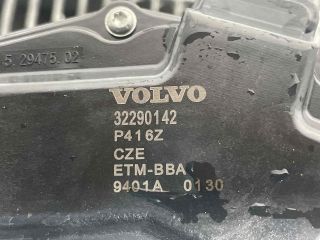 5.29475.02
VOLVO
32290142
P416Z
CZE
ETM-BBA
9401A 0130